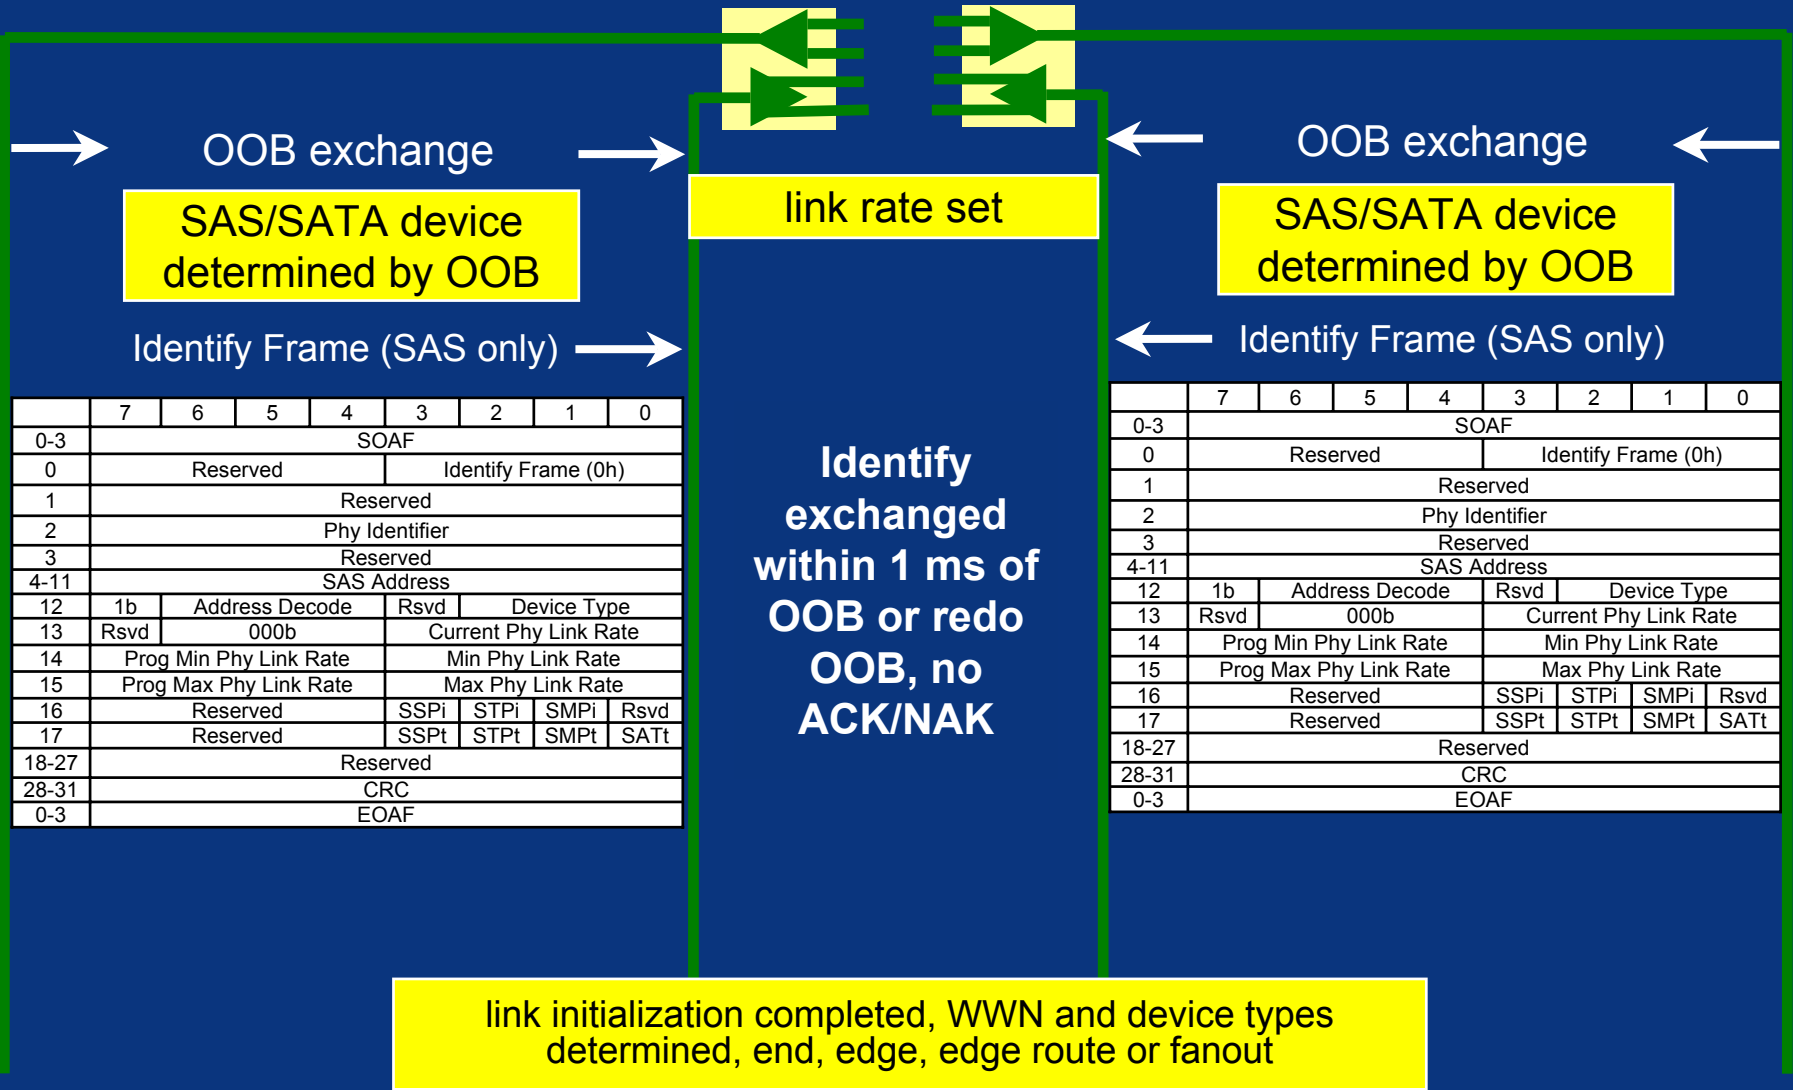 OOB exchange
SAS/SATA device
determined by OOB
Identify Frame (SAS only)
7 6 5 4 3 2 1 0
0-3 SOAF
0 Reserved Identify Frame (0h)
1 Reserved
2 Phy Identifier
3 Reserved
4-11 SAS Address
12 1b Address Decode Rsvd Device Type
13 Rsvd 000b Current Phy Link Rate
14 Prog Min Phy Link Rate Min Phy Link Rate
15 Prog Max Phy Link Rate Max Phy Link Rate
16 Reserved SSPi STPi SMPi Rsvd
17 Reserved SSPt STPt SMPt SATt
18-27 Reserved
28-31 CRC
0-3 EOAF
link rate set
Identify
exchanged
within 1 ms of
OOB or redo
OOB, no
ACK/NAK
OOB exchange
SAS/SATA device
determined by OOB
Identify Frame (SAS only)
7 6 5 4 3 2 1 0
0-3 SOAF
0 Reserved Identify Frame (0h)
1 Reserved
2 Phy Identifier
3 Reserved
4-11 SAS Address
12 1b Address Decode Rsvd Device Type
13 Rsvd 000b Current Phy Link Rate
14 Prog Min Phy Link Rate Min Phy Link Rate
15 Prog Max Phy Link Rate Max Phy Link Rate
16 Reserved SSPi STPi SMPi Rsvd
17 Reserved SSPt STPt SMPt SATt
18-27 Reserved
28-31 CRC
0-3 EOAF
link initialization completed, WWN and device types
determined, end, edge, edge route or fanout